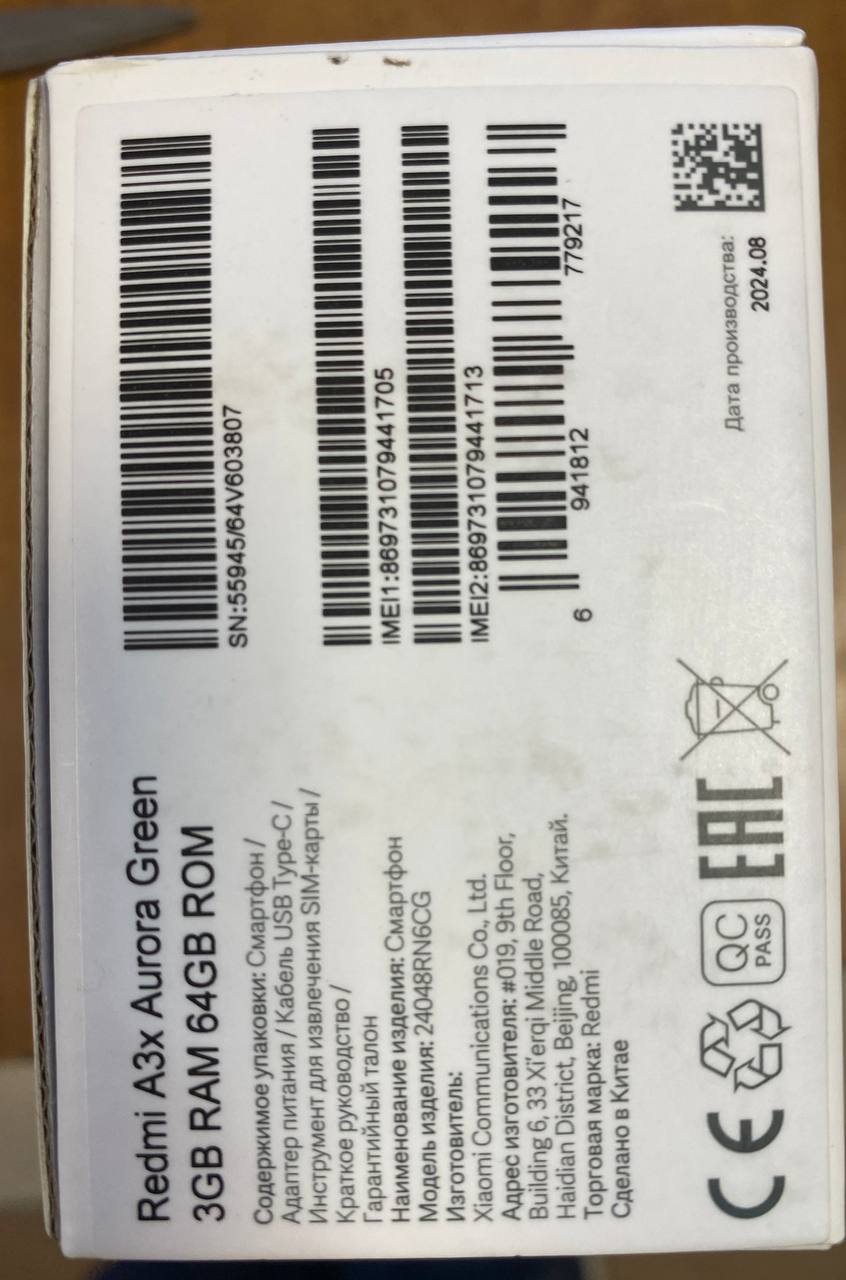 Redmi A3x Aurora Green
3GB RAM 64GB ROM
Содержимое упаковки: Смартфон /
Адаптер питания / Кабель USB Type-C /
Инструмент для извлечения SIM-карты /
Краткое руководство /
Гарантийный талон
Наименование изделия: Смартфон
Модель изделия: 24048RN6CG
Изготовитель:
Xiaomi Communications Co., Ltd.
Адрес изготовителя: #019, 9th Floor,
Building 6, 33 Xi'erqi Middle Road,
Haidian District, Beijing, 100085, Китай.
Торговая марка: Redmi
Сделано в Китае
SN:55945/64V603807
IMEI1:869731079441705
IMEI2:869731079441713
6 941812 779217
CE
QC
PASS
EAC
Дата производства:
2024.08